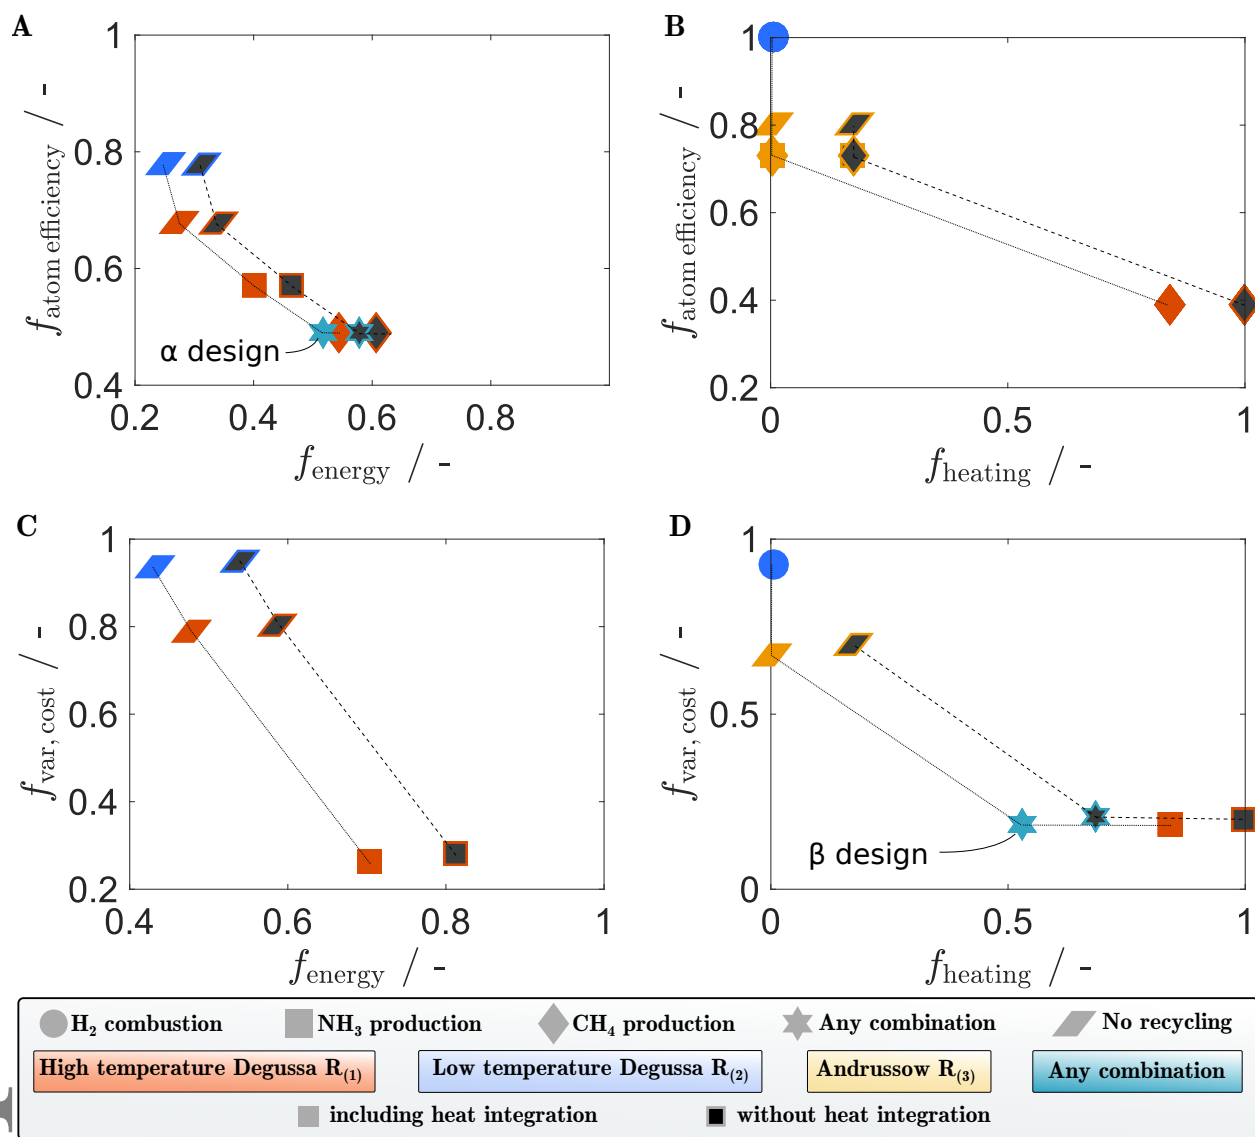 A
1
0.8
0.6
0.4
0.2
0.4
0.6
0.8
f atom efficiency / -
f energy / -
α design
B
1
0.8
0.6
0.4
0.2
0
0.5
1
f atom efficiency / -
f heating / -
C
1
0.8
0.6
0.4
0.2
0.4
0.6
0.8
1
f var, cost / -
f energy / -
D
1
0.5
0
0
0.5
1
f var, cost / -
f heating / -
β design
H₂ combustion
NH₃ production
CH₄ production
Any combination
No recycling
High temperature Degussa R₍₁₎
Low temperature Degussa R₍₂₎
Andrussow R₍₃₎
Any combination
including heat integration
without heat integration